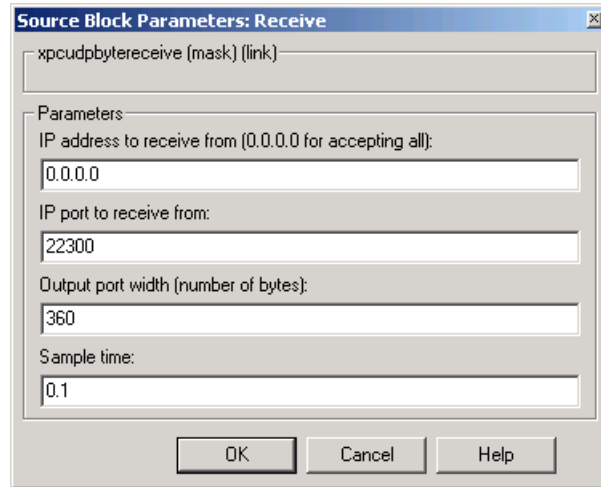 Source Block Parameters: Receive
xpcudpbytereceive (mask) (link)
Parameters
IP address to receive from (0.0.0.0 for accepting all):
0.0.0.0
IP port to receive from:
22300
Output port width (number of bytes):
360
Sample time:
0.1
OK Cancel Help